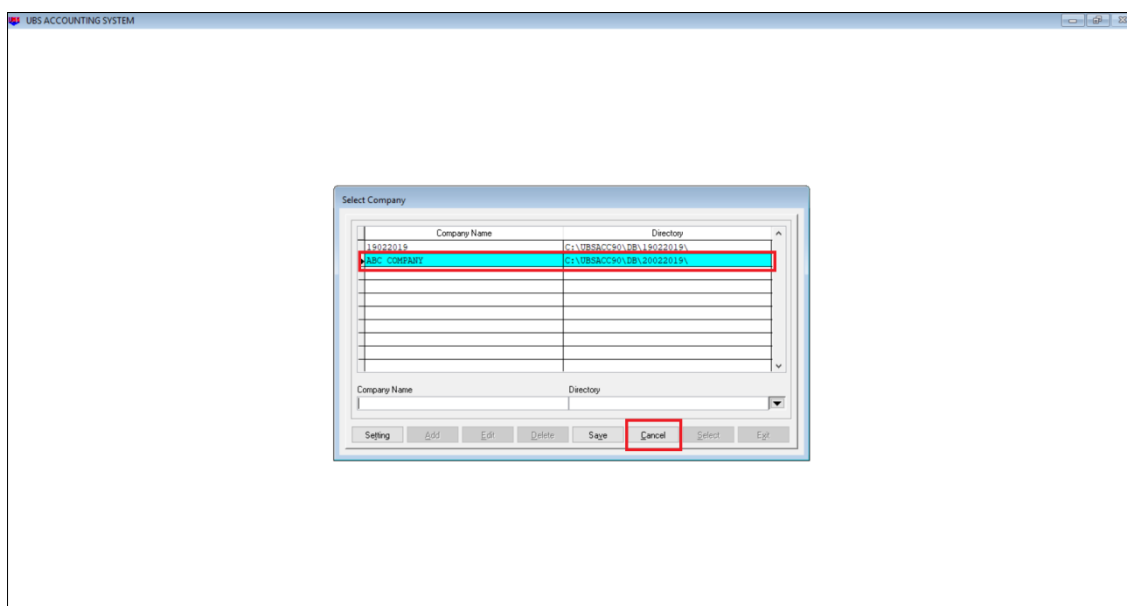 UBS ACCOUNTING SYSTEM
Select Company
Company Name Directory
19022019 C:\UBSACC90\DB\19022019\
ABC COMPANY C:\UBSACC90\DB\20022019\
Company Name Directory
Setting Add Edit Delete Save Cancel Select Exit